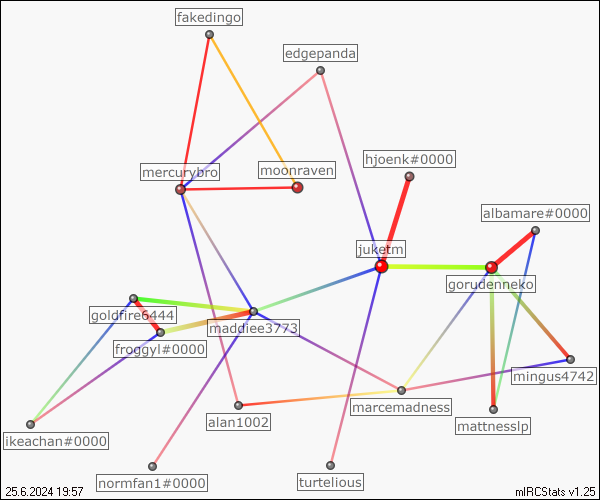 fakedingo
edgepanda
hjoenk#0000
mercurybro
moonraven
albamare#0000
juketm
gorudenneko
goldfire6444
maddiee3773
froggyl#0000
mingus4742
marcemadness
alan1002
mattnesslp
ikeachan#0000
normfan1#0000
turtelious
25.6.2024 19:57
mIRCStats v1.25